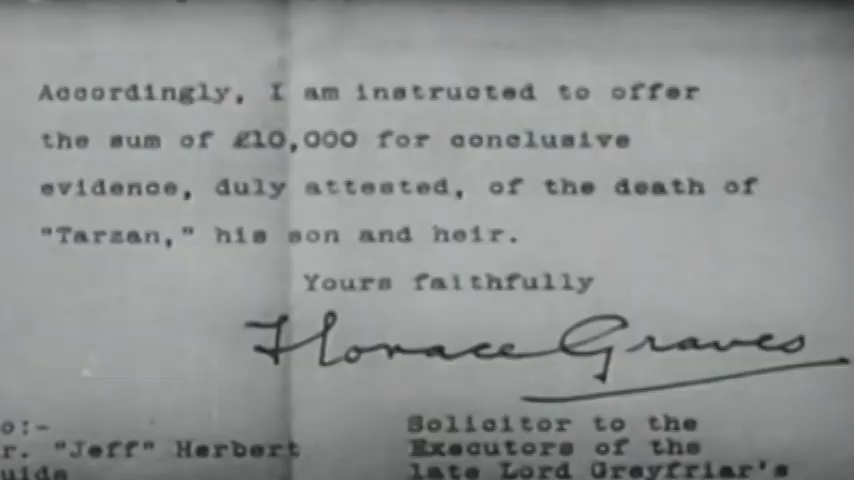 Accordingly, I am instructed to offer
the sum of £10,000 for conclusive
evidence, duly attested, of the death of
"Tarzan," his son and heir.
Yours faithfully
Horace Graves
o:-
r. "Jeff" Herbert
uide
Solicitor to the
Executors of the
late Lord Greyfriar's